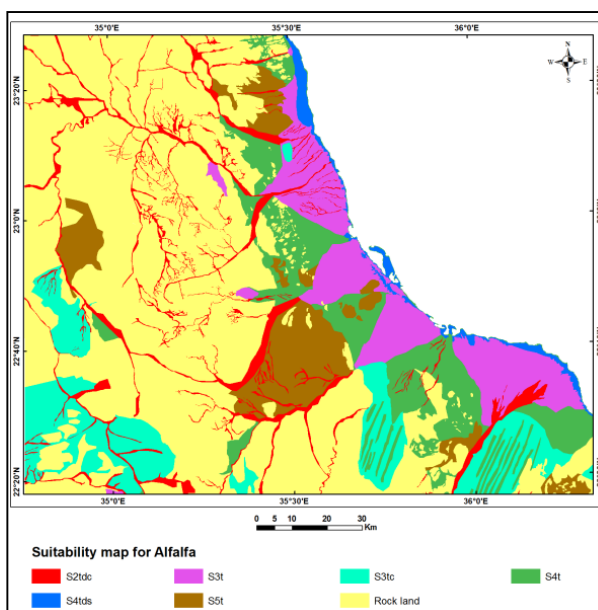 35°0'E 35°30'E 36°0'E
N
W E
S
23°20'N
23°0'N
22°40'N
22°20'N
35°0'E 35°30'E 36°0'E
0 5 10 20 30
Km
Suitability map for Alfalfa
S2tdc S3t S3tc S4t
S4tds S5t Rock land